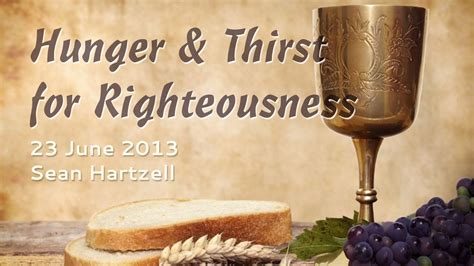 Hunger & Thirst
for Righteousness
23 June 2013
Sean Hartzell